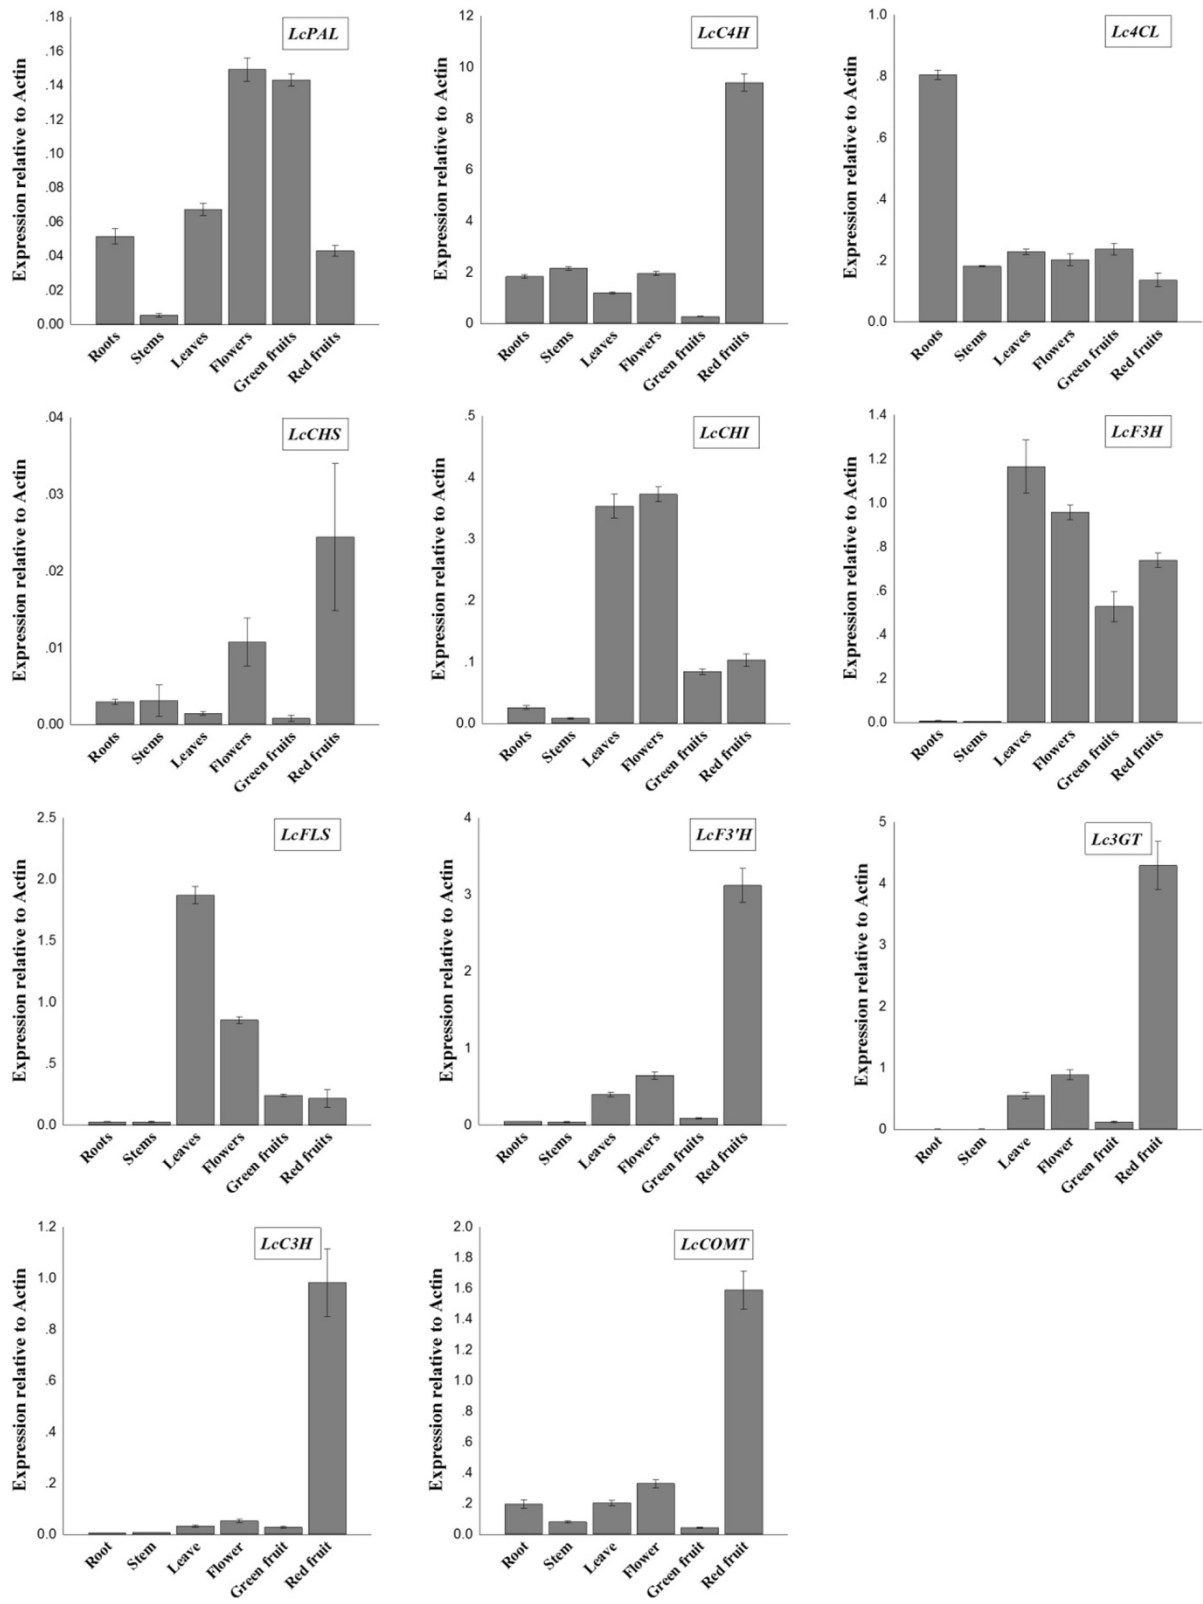 LcPAL
Expression relative to Actin
.18
.16
.14
.12
.10
.08
.06
.04
.02
0.00
Roots
Stems
Leaves
Flowers
Green fruits
Red fruits
LcC4H
Expression relative to Actin
12
10
8
6
4
2
0
Roots
Stems
Leaves
Flowers
Green fruits
Red fruits
Lc4CL
Expression relative to Actin
1.0
.8
.6
.4
.2
0.0
Roots
Stems
Leaves
Flowers
Green fruits
Red fruits
LcCHS
Expression relative to Actin
.04
.03
.02
.01
0.00
Roots
Stems
Leaves
Flowers
Green fruits
Red fruits
LcCHI
Expression relative to Actin
.5
.4
.3
.2
.1
0.0
Roots
Stems
Leaves
Flowers
Green fruits
Red fruits
LcF3H
Expression relative to Actin
1.4
1.2
1.0
.8
.6
.4
.2
0.0
Roots
Stems
Leaves
Flowers
Green fruits
Red fruits
LcFLS
Expression relative to Actin
2.5
2.0
1.5
1.0
.5
0.0
Roots
Stems
Leaves
Flowers
Green fruits
Red fruits
LcF3'H
Expression relative to Actin
4
3
2
1
0
Roots
Stems
Leaves
Flowers
Green fruits
Red fruits
Lc3GT
Expression relative to Actin
5
4
3
2
1
0
Root
Stem
Leave
Flower
Green fruit
Red fruit
LcC3H
Expression relative to Actin
1.2
1.0
.8
.6
.4
.2
0.0
Root
Stem
Leave
Flower
Green fruit
Red fruit
LcCOMT
Expression relative to Actin
2.0
1.8
1.6
1.4
1.2
1.0
.8
.6
.4
.2
0.0
Root
Stem
Leave
Flower
Green fruit
Red fruit